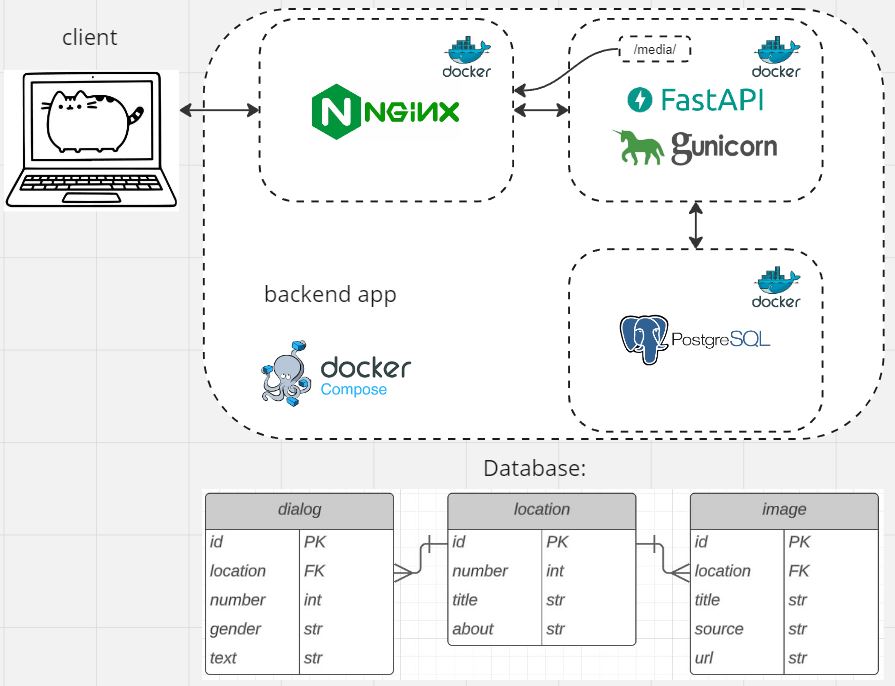 client
docker
/media/
docker
NGINX
FastAPI
gunicorn
backend app
docker
docker
Compose
PostgreSQL
Database:
dialog
id PK
location FK
number int
gender str
text str
location
id PK
number int
title str
about str
image
id PK
location FK
title str
source str
url str